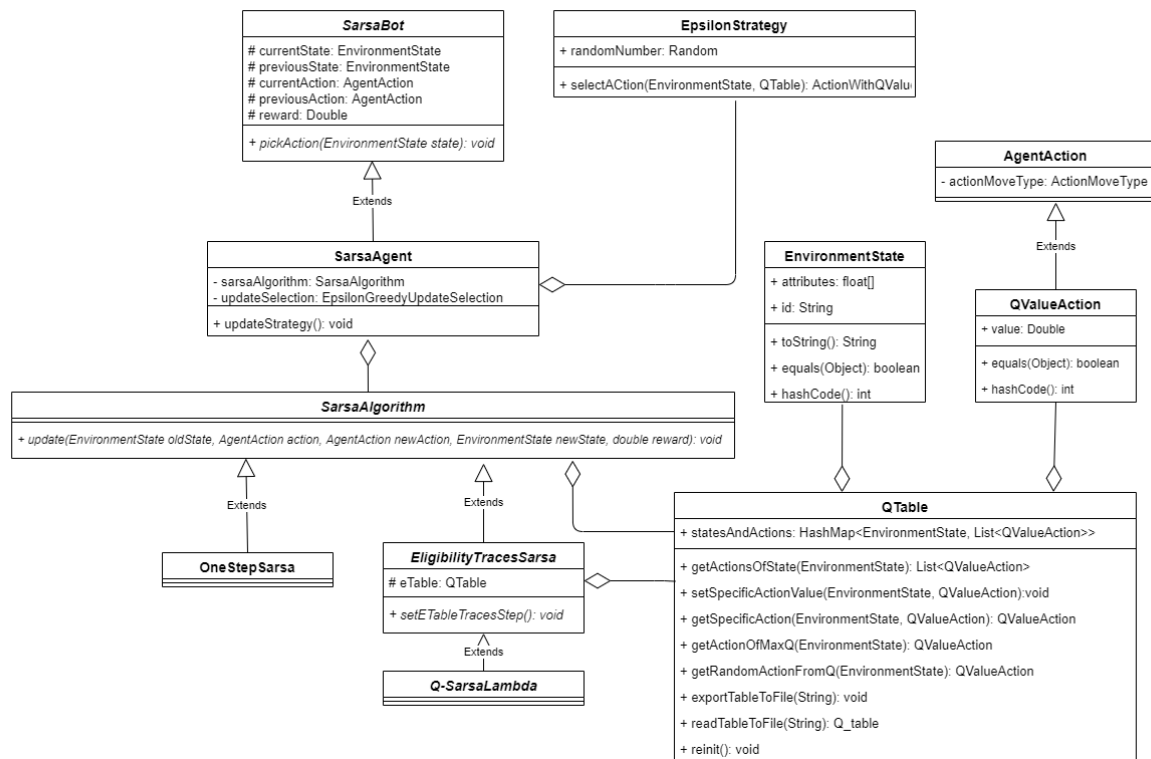 SarsaBot
# currentState: EnvironmentState
# previousState: EnvironmentState
# currentAction: AgentAction
# previousAction: AgentAction
# reward: Double
+ pickAction(EnvironmentState state): void
EpsilonStrategy
+ randomNumber: Random
+ selectACtion(EnvironmentState, QTable): ActionWithQValu
AgentAction
- actionMoveType: ActionMoveType
Extends
Extends
SarsaAgent
- sarsaAlgorithm: SarsaAlgorithm
- updateSelection: EpsilonGreedyUpdateSelection
+ updateStrategy(): void
EnvironmentState
+ attributes: float[]
+ id: String
+ toString(): String
+ equals(Object): boolean
+ hashCode(): int
QValueAction
+ value: Double
+ equals(Object): boolean
+ hashCode(): int
SarsaAlgorithm
+ update(EnvironmentState oldState, AgentAction action, AgentAction newAction, EnvironmentState newState, double reward): void
Extends
Extends
OneStepSarsa
EligibilityTracesSarsa
# eTable: QTable
+ setETableTracesStep(): void
Extends
Q-SarsaLambda
QTable
+ statesAndActions: HashMap<EnvironmentState, List<QValueAction>>
+ getActionsOfState(EnvironmentState): List<QValueAction>
+ setSpecificActionValue(EnvironmentState, QValueAction):void
+ getSpecificAction(EnvironmentState, QValueAction): QValueAction
+ getActionOfMaxQ(EnvironmentState): QValueAction
+ getRandomActionFromQ(EnvironmentState): QValueAction
+ exportTableToFile(String): void
+ readTableToFile(String): Q_table
+ reinit(): void